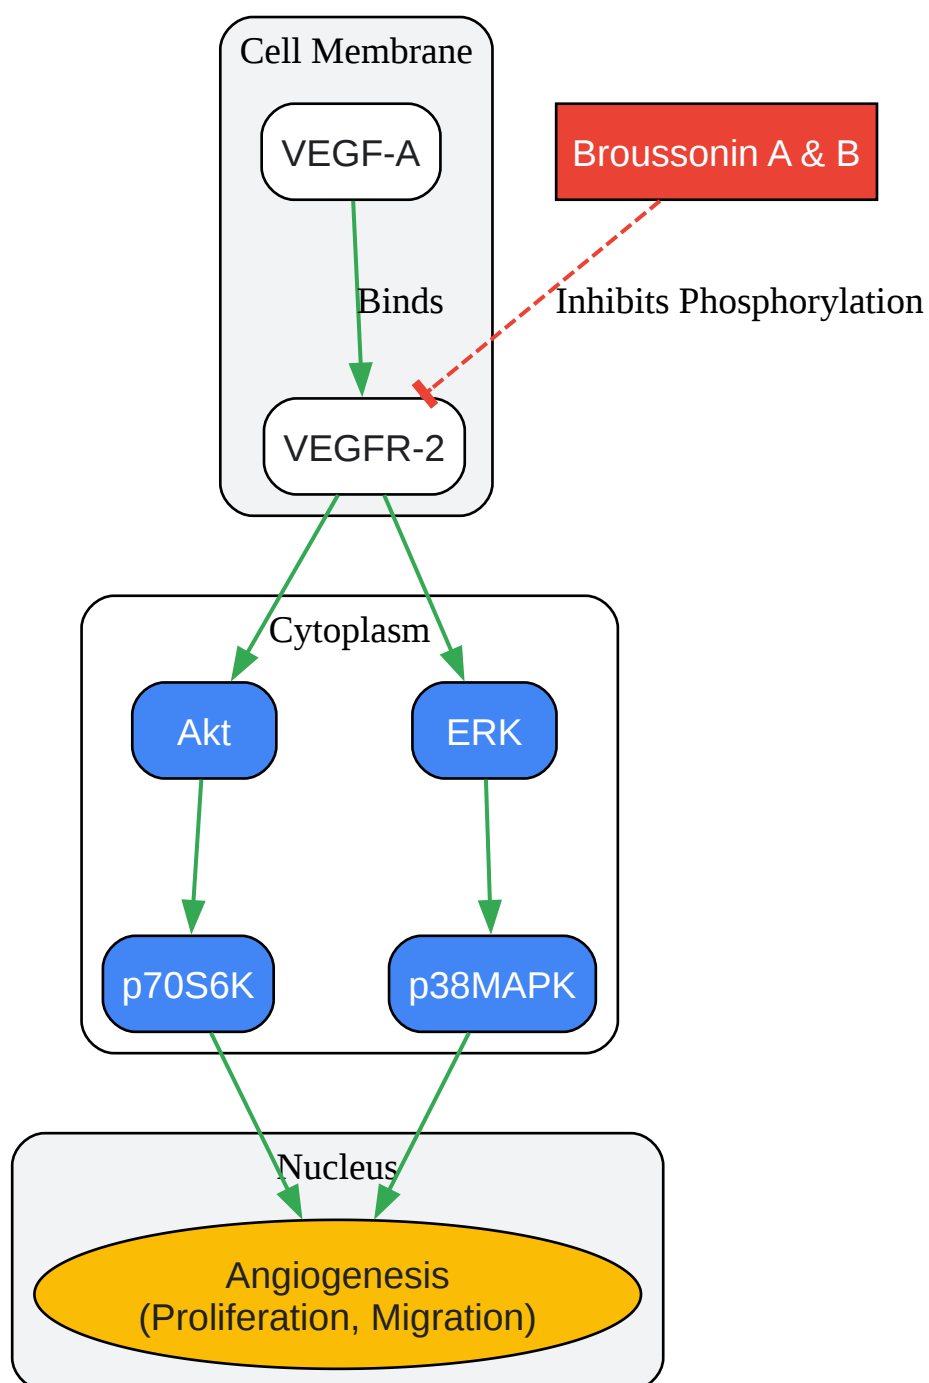 Cell Membrane
VEGF-A
Broussonin A & B
Binds
Inhibits Phosphorylation
VEGFR-2
Cytoplasm
Akt
ERK
p70S6K
p38MAPK
Nucleus
Angiogenesis
(Proliferation, Migration)